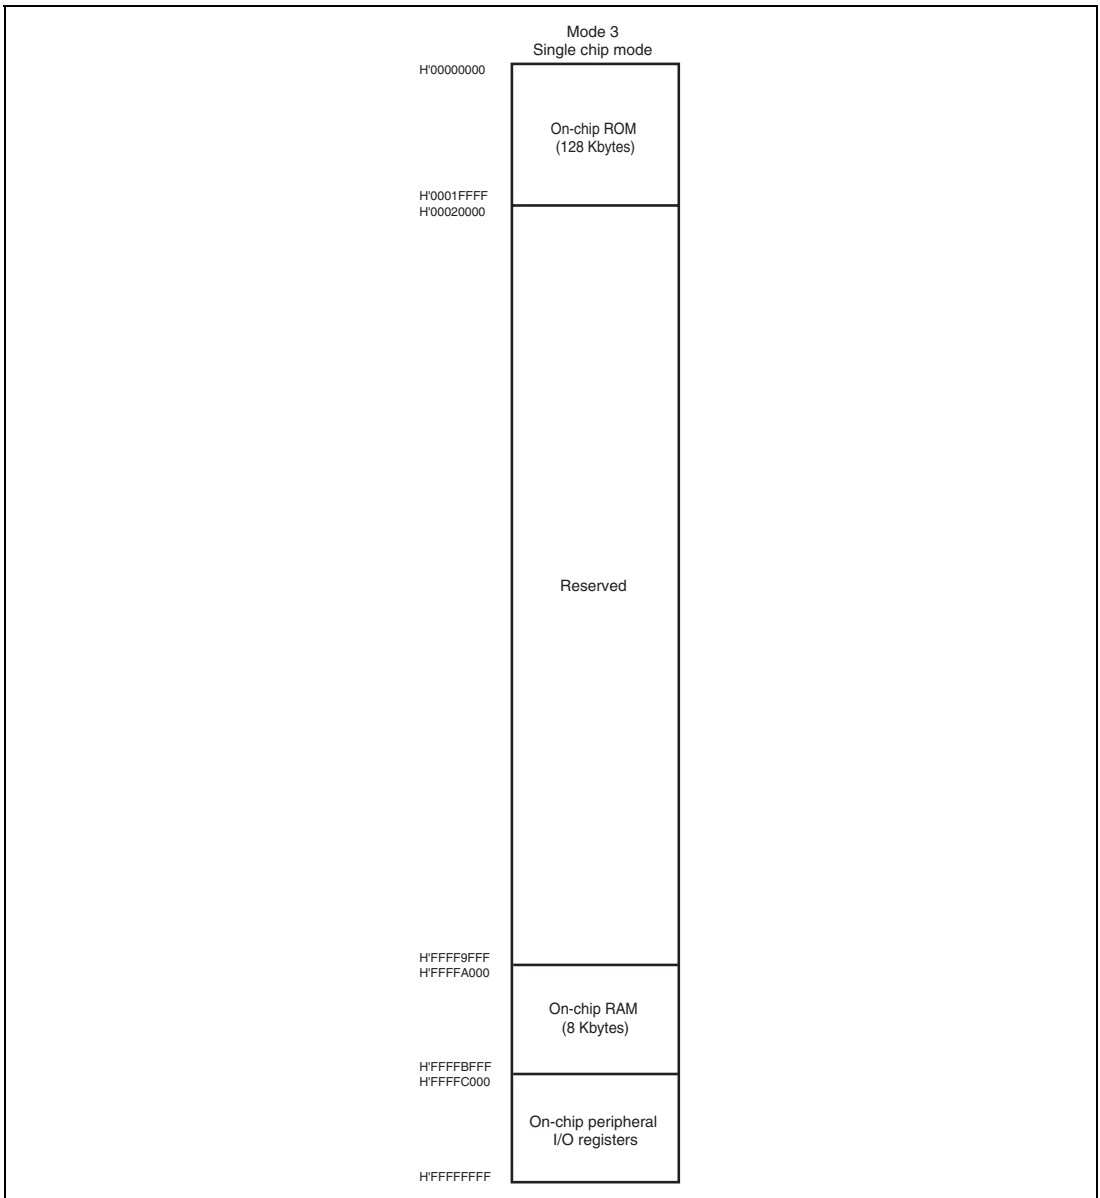 Mode 3
Single chip mode
H'00000000
On-chip ROM
(128 Kbytes)
H'0001FFFF
H'00020000
Reserved
H'FFFF9FFF
H'FFFFA000
On-chip RAM
(8 Kbytes)
H'FFFFBFFF
H'FFFFC000
On-chip peripheral
I/O registers
H'FFFFFFFF